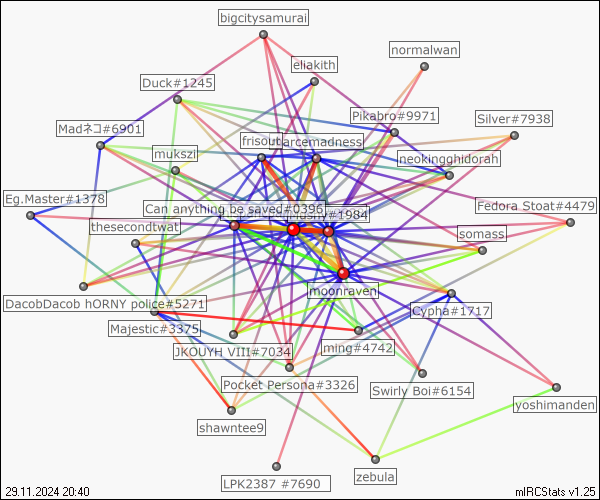 bigcitysamurai
normalwan
eliakith
Duck#1245
Pikabro#9971
Silver#7938
Madネコ#6901
frisout
arcemadness
mukszi
neokingghidorah
Eg.Master#1378
Can anything be saved#0396
#1984
Fedora Stoat#4479
thesecondtwat
somass
moonraven
DacobDacob hORNY police#5271
Cypha#1717
Majestic#3375
JKOUYH VIII#7034
ming#4742
Pocket Persona#3326
Swirly Boi#6154
yoshimanden
shawntee9
zebula
LPK2387 #7690
29.11.2024 20:40
mIRCStats v1.25